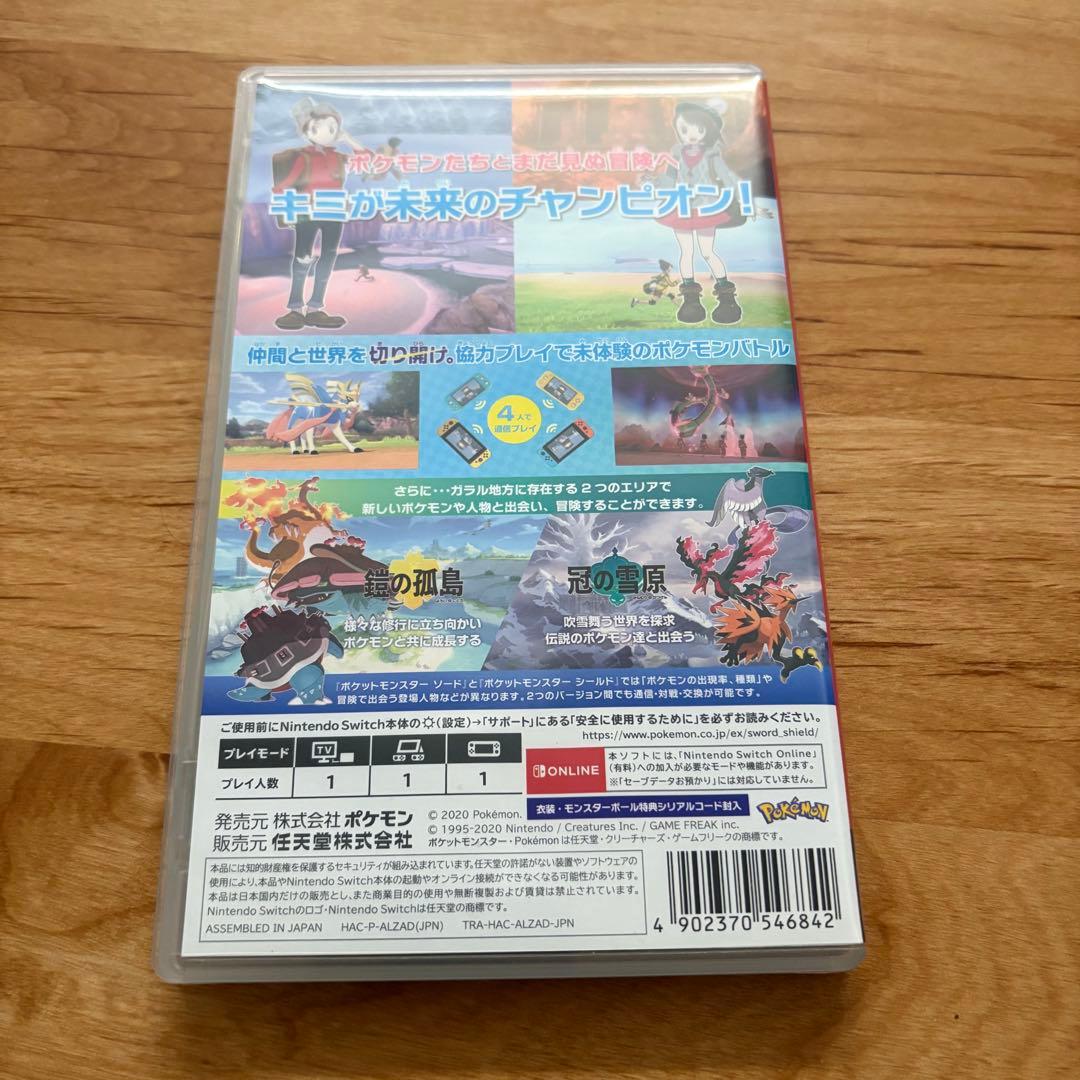 ポケモンたちとまだ見ぬ冒険へ
キミが未来のチャンピオン!
仲間と世界を切り開け。協力プレイで未体験のポケモンバトル
4人で
通信プレイ
さらに・・・ガラル地方に存在する2つのエリアで
新しいポケモンや人物と出会い、冒険することができます。
鎧の孤島
様々な修行に立ち向かい
ポケモンと共に成長する
冠の雪原
吹雪舞う世界を探求
伝説のポケモン達と出会う
『ポケットモンスター ソード』と『ポケットモンスター シールド』では「ポケモンの出現率、種類」や
冒険で出会う登場人物などが異なります。2つのバージョン間でも通信・対戦・交換が可能です。
ご使用前にNintendo Switch本体の(設定)→「サポート」にある「安全に使用するために」を必ずお読みください。
https://www.pokemon.co.jp/ex/sword_shield/
プレイモード TV
プレイ人数 1 1 1
ONLINE
本ソフトには、「Nintendo Switch Online」
(有料)への加入が必要なモードや機能があります。
※「セーブデータお預かり」には対応していません。
衣装・モンスターボール特典シリアルコード封入
POKéMON
発売元 株式会社 ポケモン
販売元 任天堂株式会社
© 2020 Pokémon.
© 1995-2020 Nintendo / Creatures Inc. / GAME FREAK inc.
ポケットモンスター・Pokémonは任天堂・クリーチャーズ・ゲームフリークの商標です。
本品には知的財産権を保護するセキュリティが組み込まれています。任天堂の許諾がない装置やソフトウェアの
使用により、本品やNintendo Switch本体の起動やオンライン接続ができなくなる可能性があります。
本品は日本国内だけの販売とし、また商業目的の使用や無断複製および賃貸は禁止されています。
Nintendo Switchのロゴ・Nintendo Switchは任天堂の商標です。
ASSEMBLED IN JAPAN HAC-P-ALZAD(JPN) TRA-HAC-ALZAD-JPN
4 902370 546842